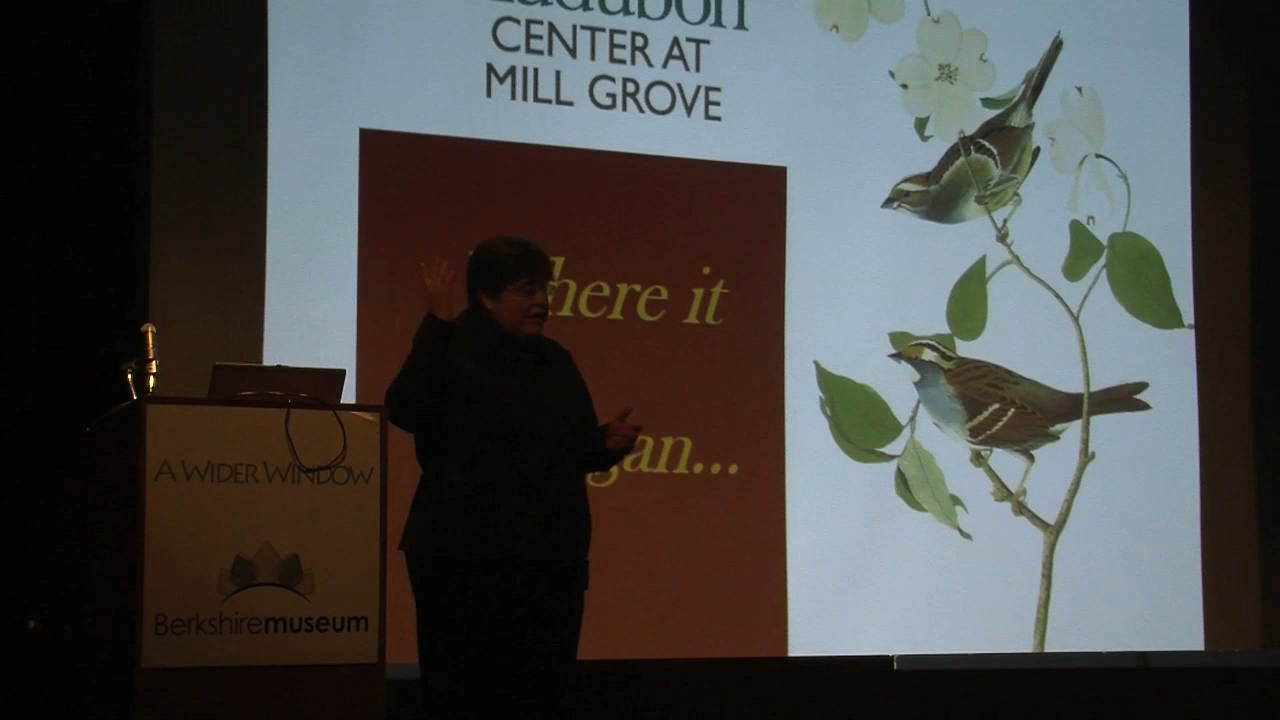 CENTER AT
MILL GROVE
here it
gan...
A WIDER WINDOW
Berkshiremuseum